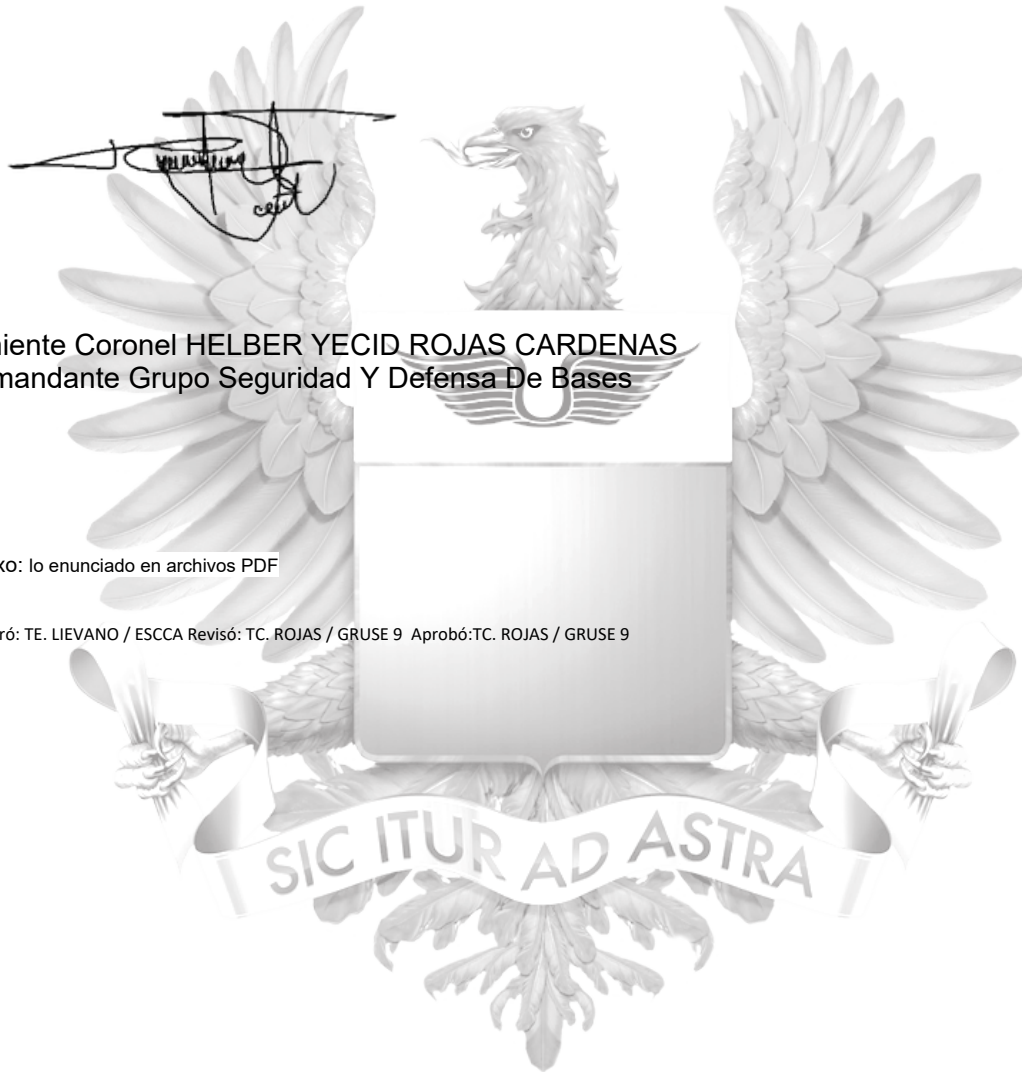 niente Coronel HELBER YECID ROJAS CARDENAS
mandante Grupo Seguridad Y Defensa De Bases
xo: lo enunciado en archivos PDF
ró: TE. LIEVANO / ESCCA Revisó: TC. ROJAS / GRUSE 9 Aprobó:TC. ROJAS / GRUSE 9
SIC ITUR AD ASTRA